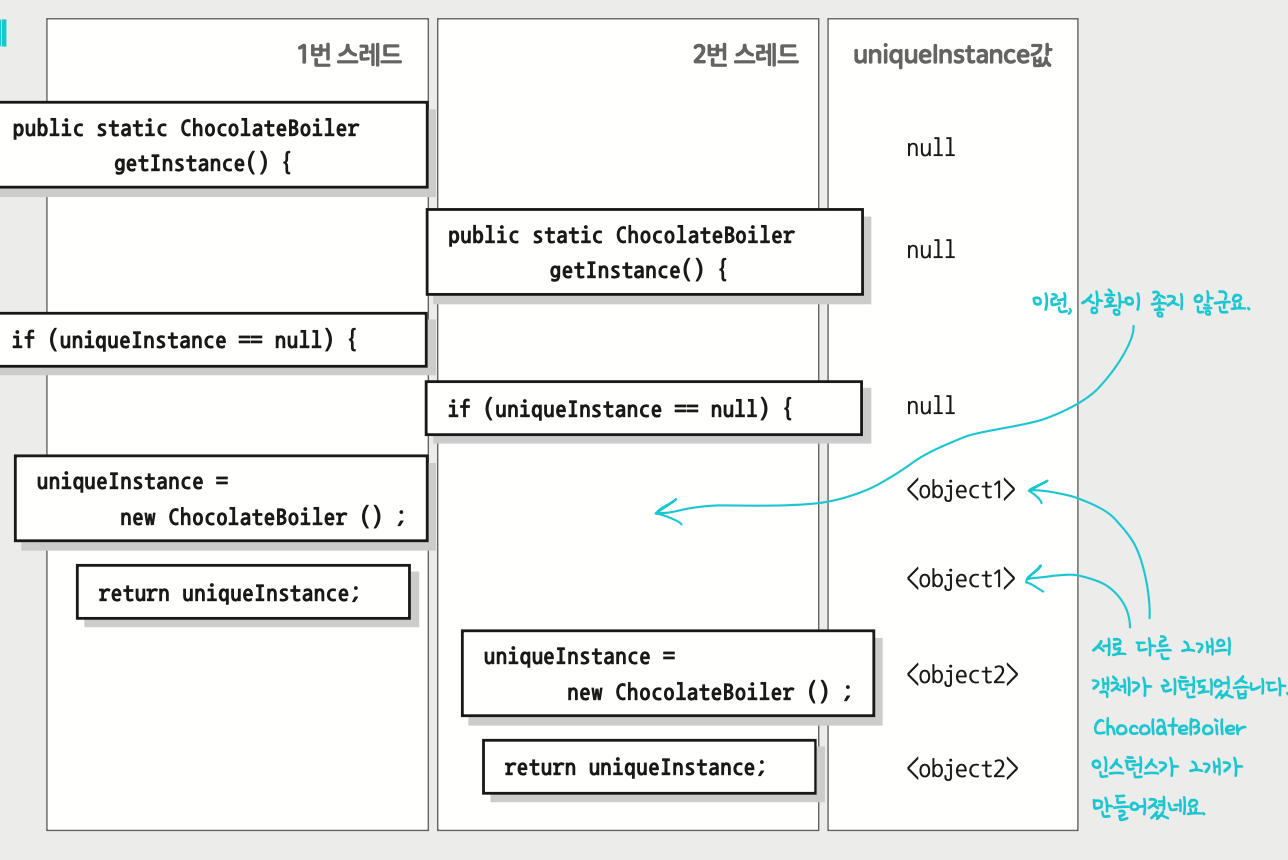 1번 스레드
2번 스레드
uniqueInstance값
public static ChocolateBoiler
getInstance() {
null
public static ChocolateBoiler
getInstance() {
null
이런, 상황이 좋지 않군요.
if (uniqueInstance == null) {
if (uniqueInstance == null) {
null
uniqueInstance =
new ChocolateBoiler () ;
<object1>
return uniqueInstance;
<object1>
uniqueInstance =
new ChocolateBoiler () ;
<object2>
return uniqueInstance;
<object2>
서로 다른 2개의
객체가 리턴되었습니다.
ChocolateBoiler
인스턴스가 2개가
만들어졌네요.